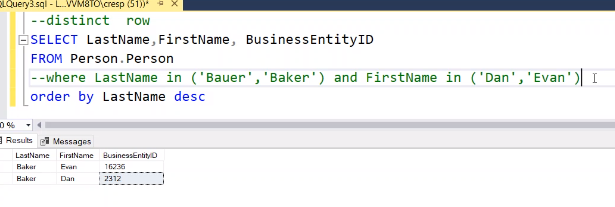 QLQuery3.sql - L...VVM8TO\cresp (51))*
--distinct row
SELECT LastName,FirstName, BusinessEntityID
FROM Person.Person
--where LastName in ('Bauer','Baker') and FirstName in ('Dan','Evan')
order by LastName desc
0 %
Results Messages
LastName FirstName BusinessEntityID
Baker Evan 16236
Baker Dan 2312